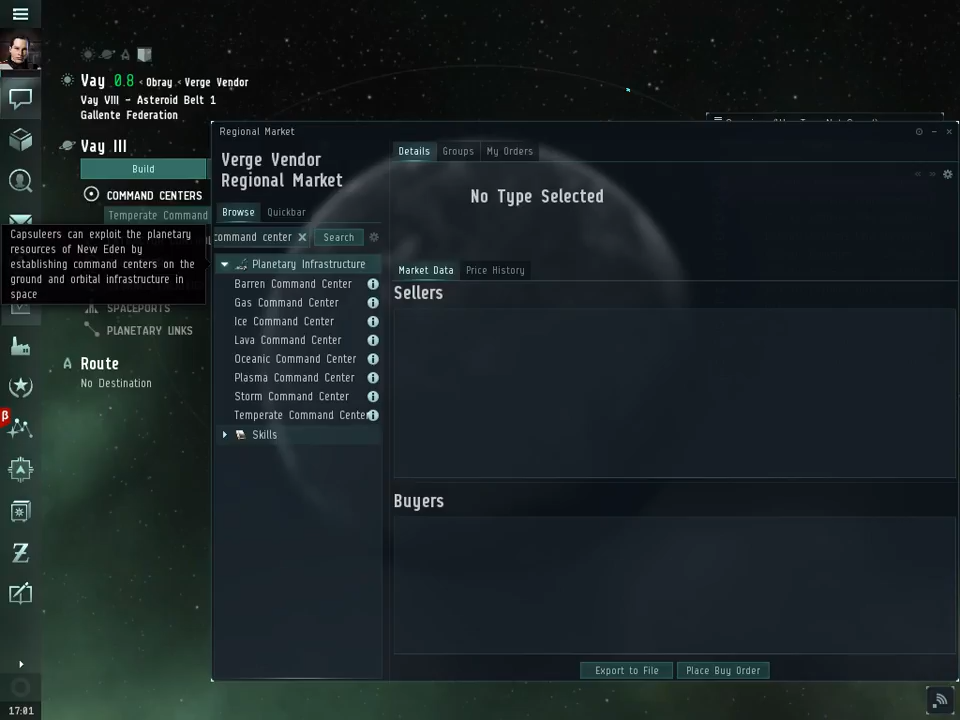 Vay 0.8 < Obray < Verge Vendor
Vay VIII - Asteroid Belt 1
Gallente Federation
Vay III
Build
COMMAND CENTERS
Temperate Command
Capsuleers can exploit the planetary
resources of New Eden by
establishing command centers on the
ground and orbital infrastructure in
space
SPACEPORTS
PLANETARY LINKS
Route
No Destination
β
17:01
Regional Market
Verge Vendor
Regional Market
Browse
Quickbar
command center
Search
Planetary Infrastructure
Barren Command Center
Gas Command Center
Ice Command Center
Lava Command Center
Oceanic Command Center
Plasma Command Center
Storm Command Center
Temperate Command Center
Skills
Details
Groups
My Orders
No Type Selected
Market Data
Price History
Sellers
Buyers
Export to File
Place Buy Order